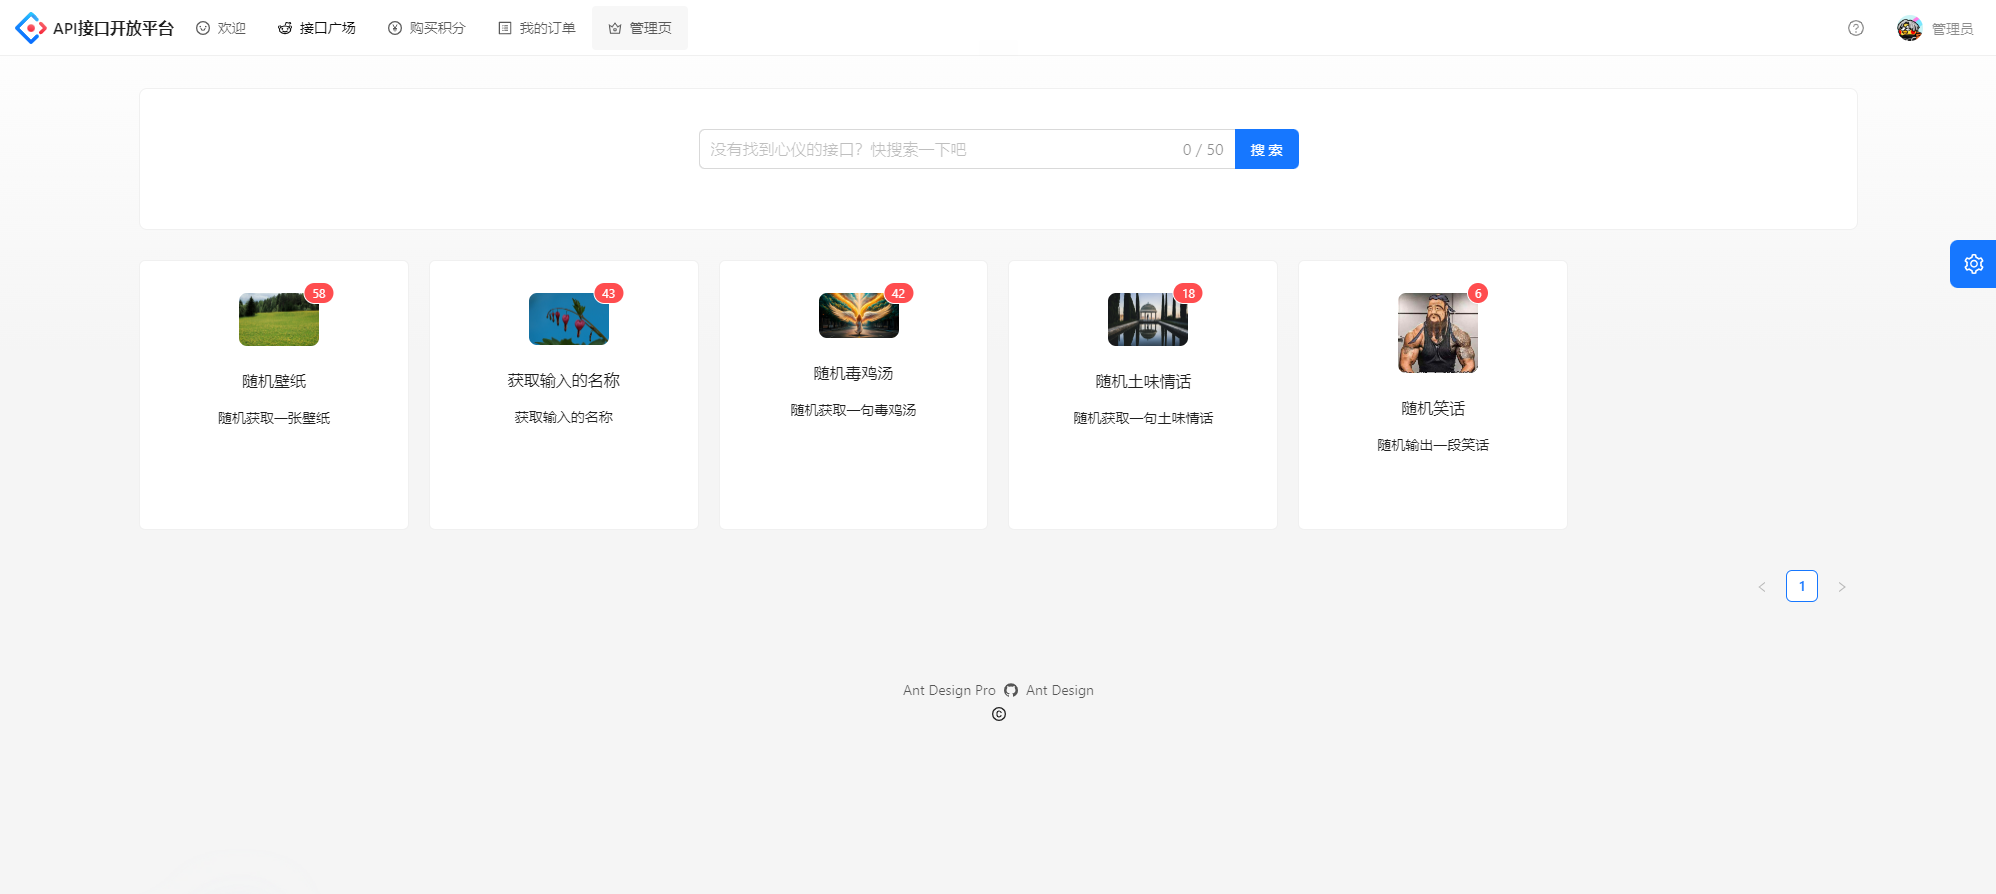 API接口开放平台 欢迎 接口广场 购买积分 我的订单 管理页 管理员
没有找到心仪的接口？快搜索一下吧 0 / 50 搜 索
58 43 42 18 6
随机壁纸
随机获取一张壁纸
获取输入的名称
获取输入的名称
随机毒鸡汤
随机获取一句毒鸡汤
随机土味情话
随机获取一句土味情话
随机笑话
随机输出一段笑话
1
Ant Design Pro Ant Design
©